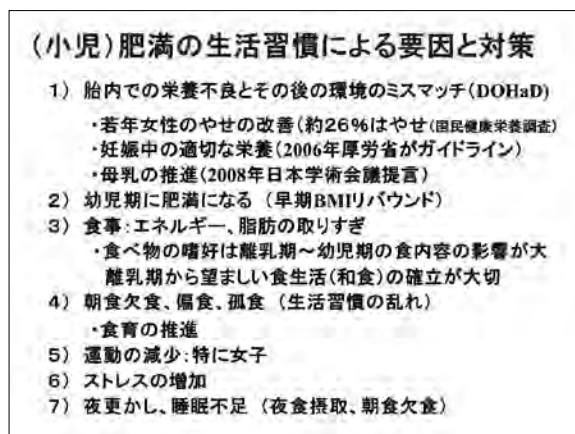 （小児）肥満の生活習慣による要因と対策
1） 胎内での栄養不良とその後の環境のミスマッチ（DOHaD）
・若年女性のやせの改善（約26％はやせ（国民健康栄養調査）
・妊娠中の適切な栄養（2006年厚労省がガイドライン）
・母乳の推進（2008年日本学術会議提言）
2） 幼児期に肥満になる （早期BMIリバウンド）
3） 食事：エネルギー、脂肪の取りすぎ
・食べ物の嗜好は離乳期～幼児期の食内容の影響が大
離乳期から望ましい食生活（和食）の確立が大切
4） 朝食欠食、偏食、孤食 （生活習慣の乱れ）
・食育の推進
5） 運動の減少：特に女子
6） ストレスの増加
7） 夜更かし、睡眠不足 （夜食摂取、朝食欠食）